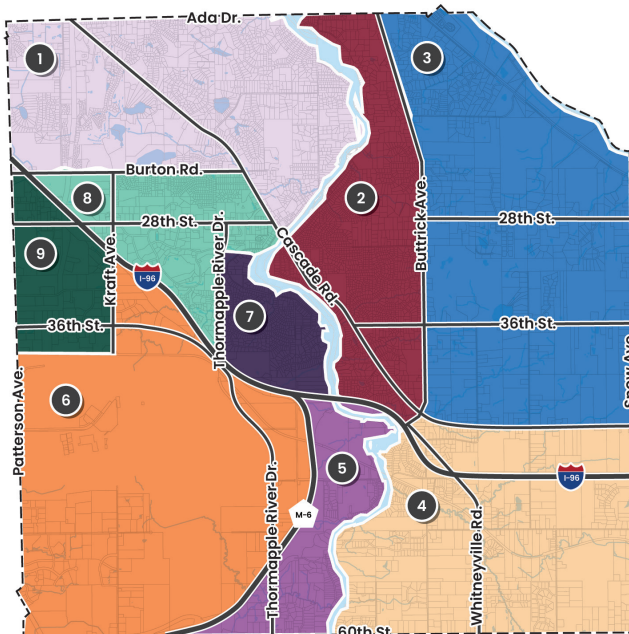 Ada Dr.
1
3
Burton Rd.
8
2
28th St.
28th St.
9
Kraft Ave.
I-96
Thornapple River Dr.
Cascade Rd.
Buttrick Ave.
7
36th St.
36th St.
Patterson Ave.
6
5
I-96
4
M-6
Thornapple River Dr.
Whitneyville Rd.
60th St.